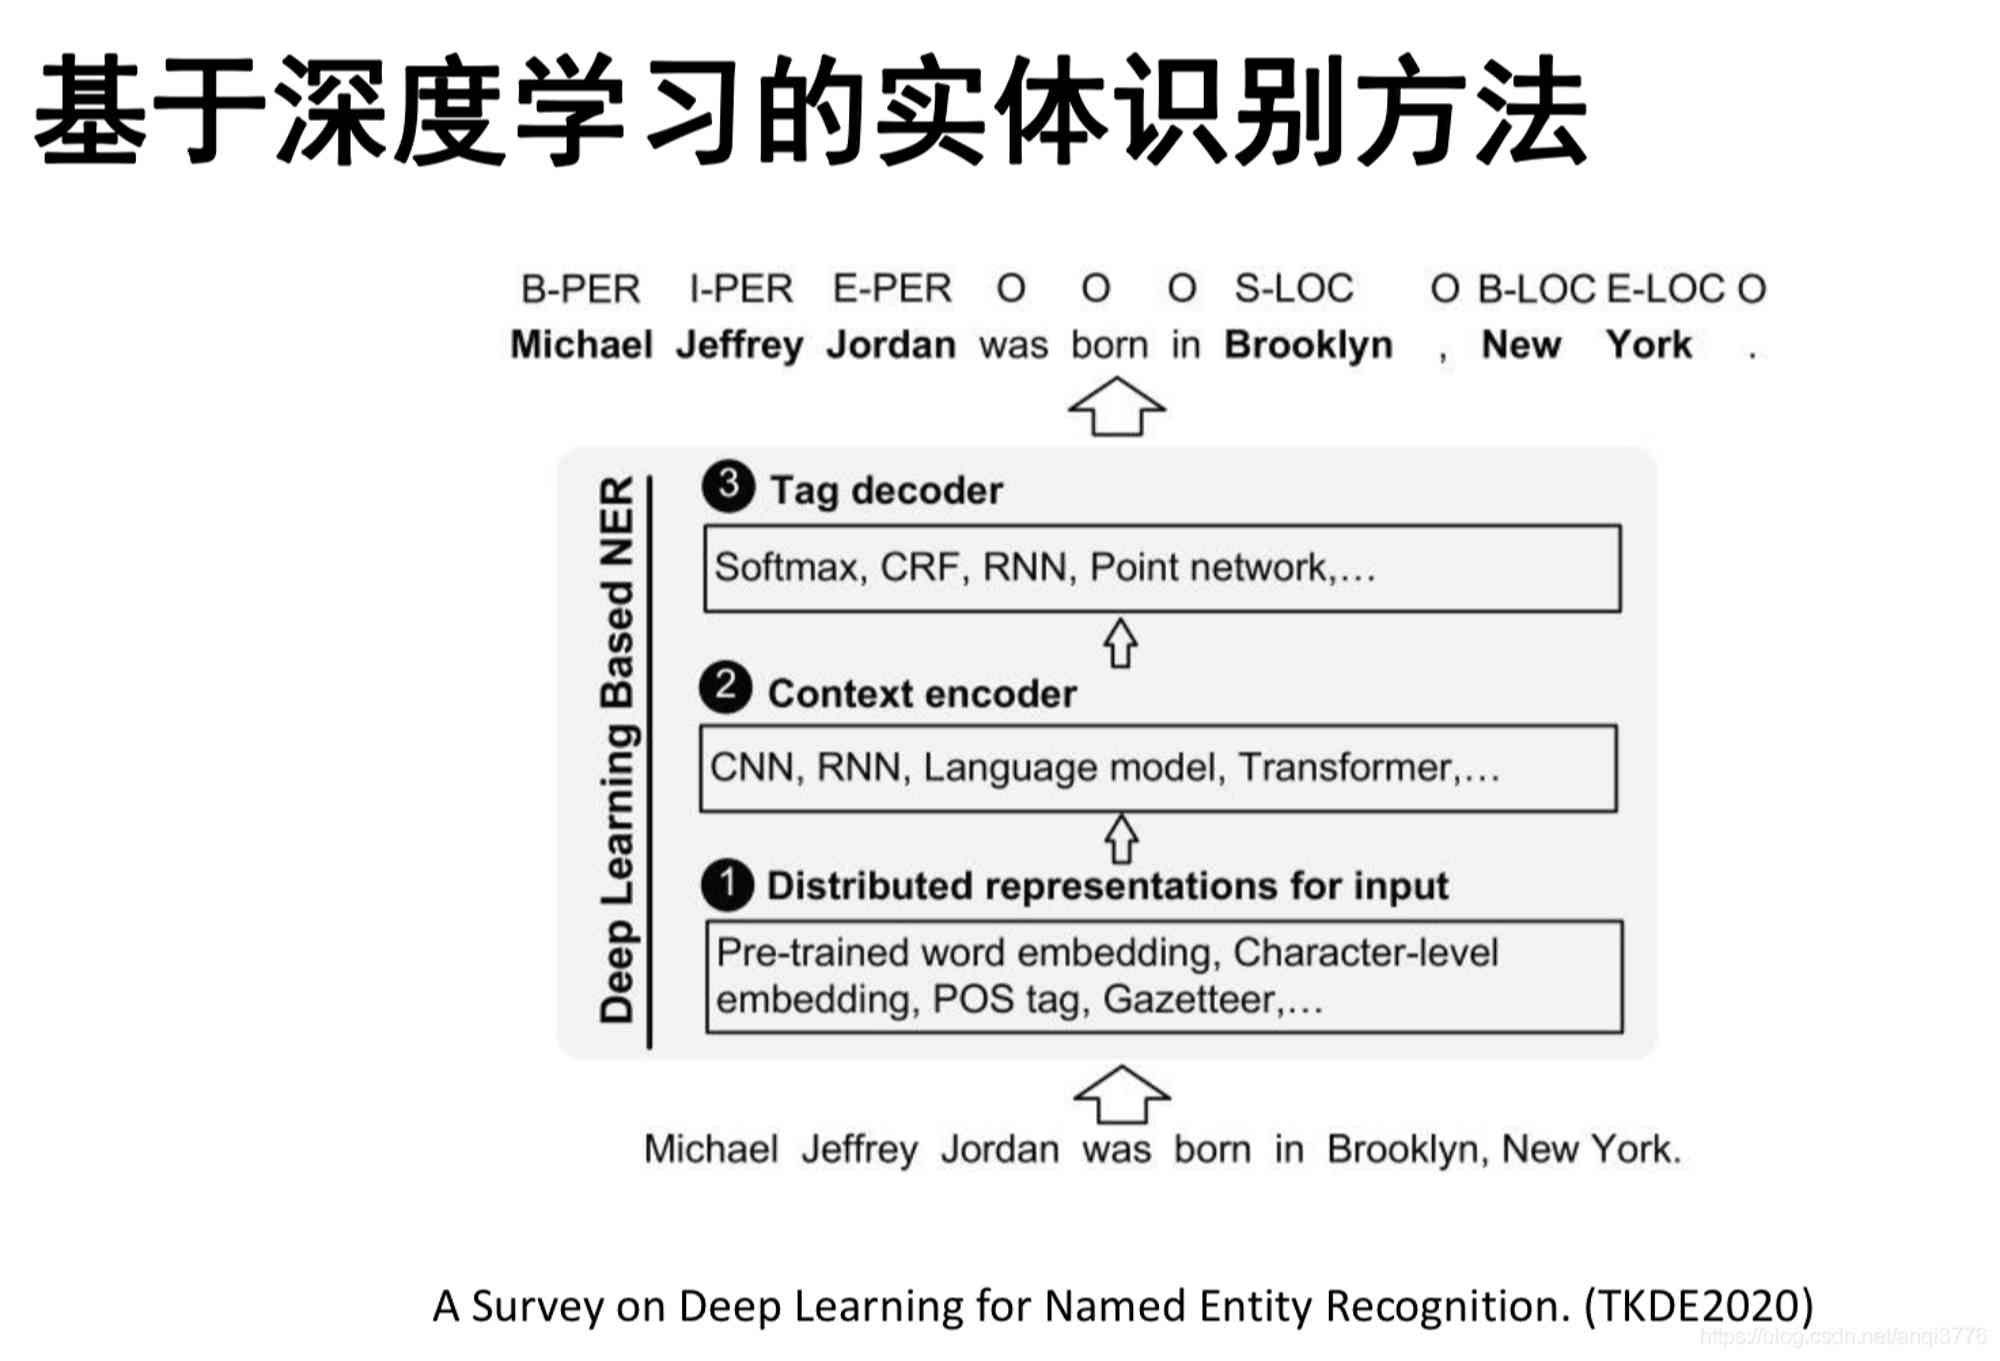 基于深度学习的实体识别方法
B-PER I-PER E-PER O O O S-LOC O B-LOC E-LOC O
Michael Jeffrey Jordan was born in Brooklyn , New York .
Deep Learning Based NER
3 Tag decoder
Softmax, CRF, RNN, Point network,...
2 Context encoder
CNN, RNN, Language model, Transformer,...
1 Distributed representations for input
Pre-trained word embedding, Character-level
embedding, POS tag, Gazetteer,...
Michael Jeffrey Jordan was born in Brooklyn, New York.
A Survey on Deep Learning for Named Entity Recognition. (TKDE2020)
https://blog.csdn.net/anqi3776